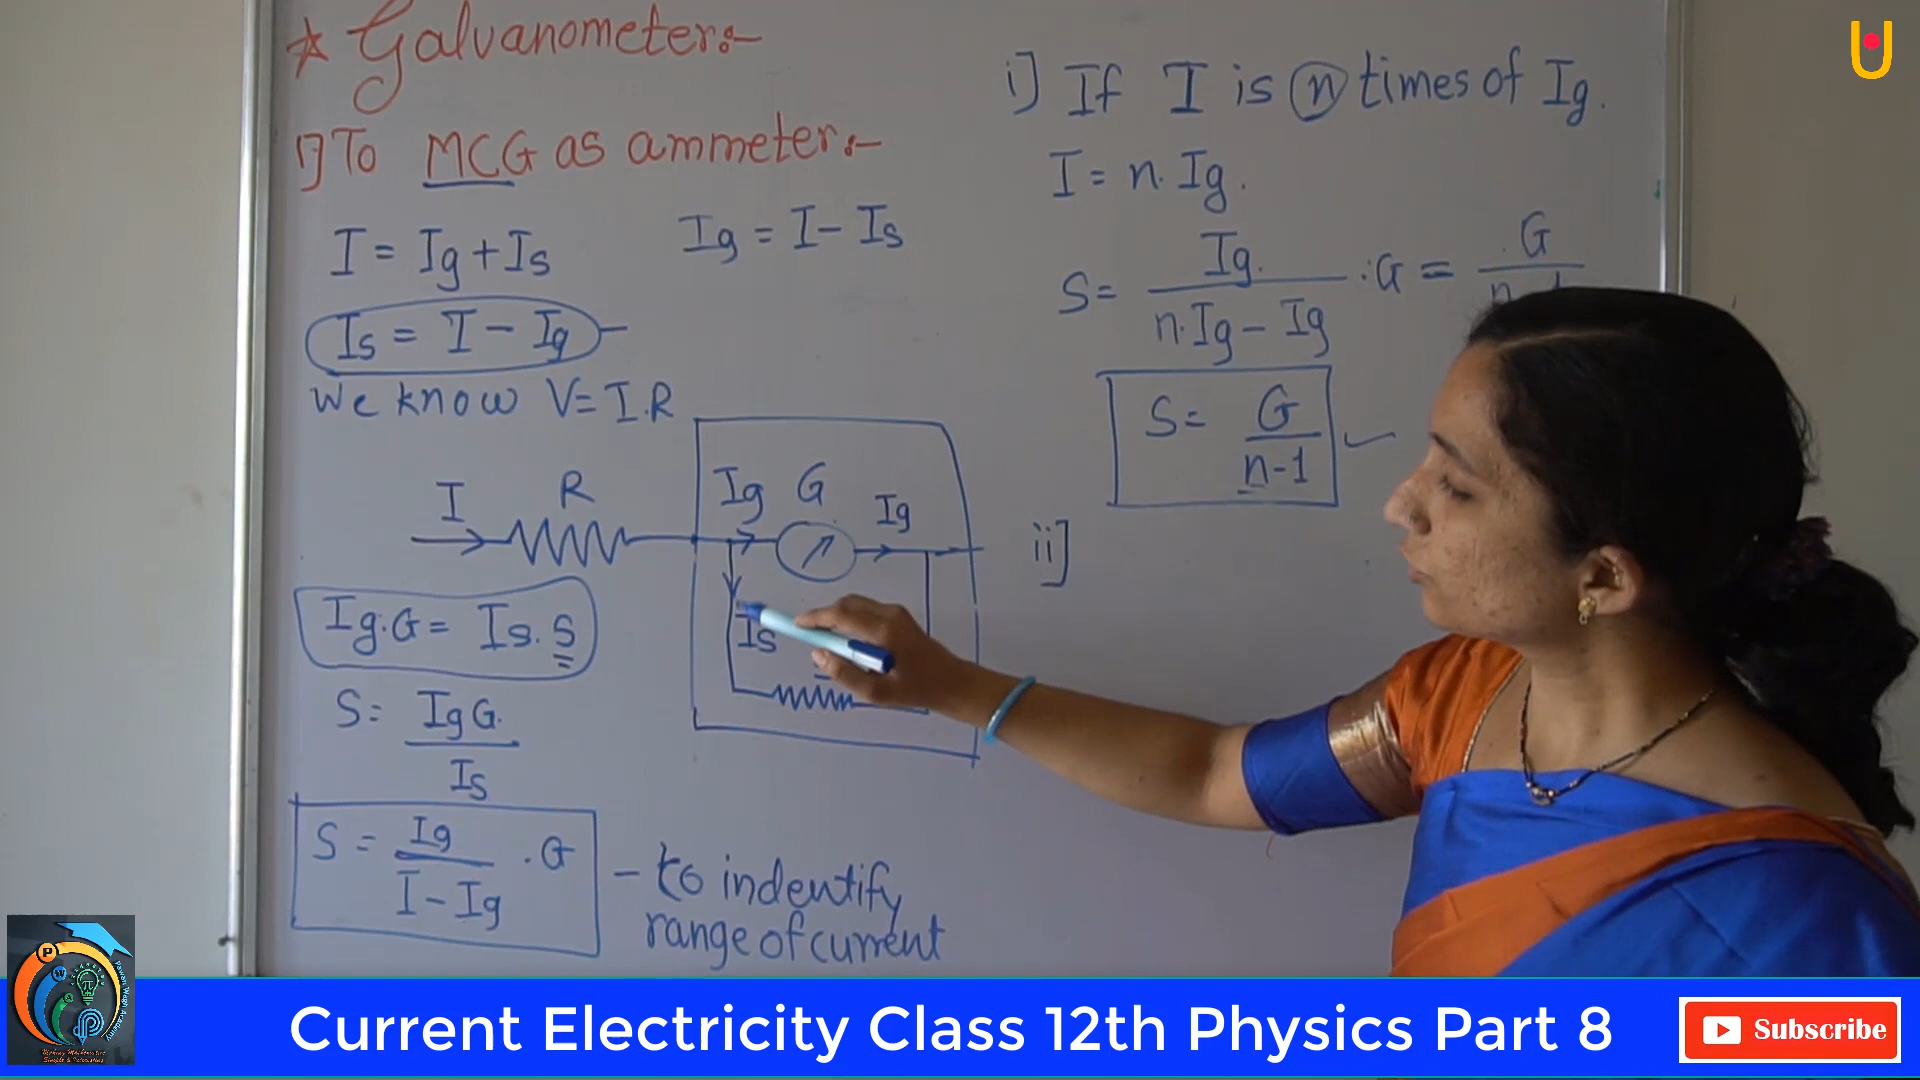 ☆ Galvanometer:-
1] To MCG as ammeter:-
I = Ig + Is
Ig = I - Is
Is = I - Ig
We know V = I.R
I R Ig G Ig
Is
Ig.G = Is.S
S = IgG. / Is
S = Ig / I - Ig . G
- to indentify
range of current
i] If I is n times of Ig.
I = n.Ig.
S = Ig. / n.Ig - Ig . G = G / n-1
S = G / n-1
ii]
Current Electricity Class 12th Physics Part 8
Subscribe